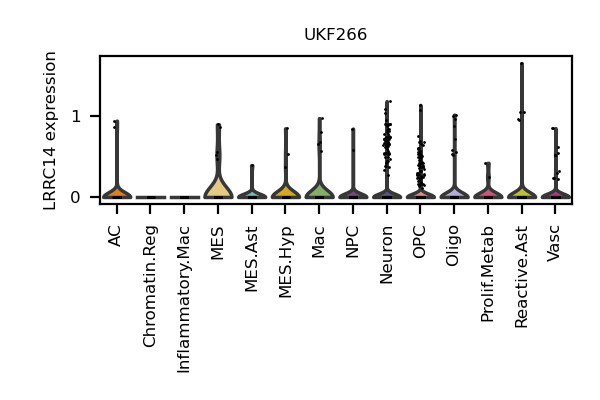 UKF266
LRRC14 expression
1
0
AC
Chromatin.Reg
Inflammatory.Mac
MES
MES.Ast
MES.Hyp
Mac
NPC
Neuron
OPC
Oligo
Prolif.Metab
Reactive.Ast
Vasc